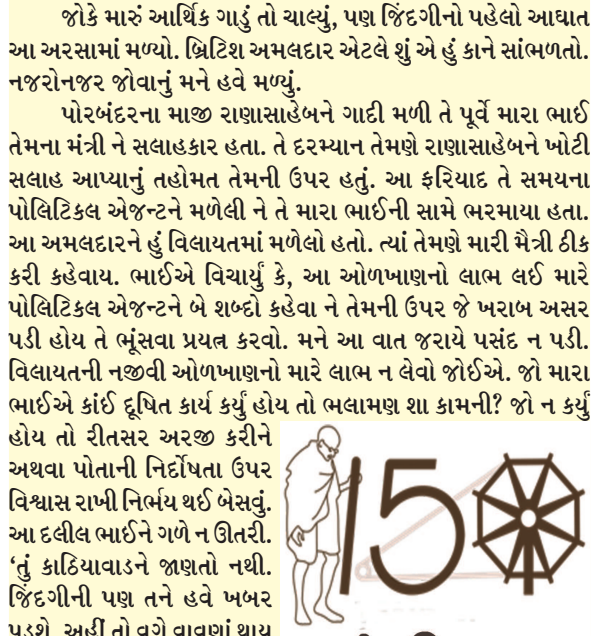 જોકે મારું આર્થિક ગાડું તો ચાલ્યું, પણ જિંદગીનો પહેલો આઘાત
આ અરસામાં મળ્યો. બ્રિટિશ અમલદાર એટલે શું એ હું કાને સાંભળતો.
નજરોનજર જોવાનું મને હવે મળ્યું.
પોરબંદરના માજી રાણાસાહેબને ગાદી મળી તે પૂર્વે મારા ભાઈ
તેમના મંત્રી ને સલાહકાર હતા. તે દરમ્યાન તેમણે રાણાસાહેબને ખોટી
સલાહ આપ્યાનું તહોમત તેમની ઉપર હતું. આ ફરિયાદ તે સમયના
પોલિટિકલ એજન્ટને મળેલી ને તે મારા ભાઈની સામે ભરમાયા હતા.
આ અમલદારને હું વિલાયતમાં મળેલો હતો. ત્યાં તેમણે મારી મૈત્રી ઠીક
કરી કહેવાય. ભાઈએ વિચાર્યું કે, આ ઓળખાણનો લાભ લઈ મારે
પોલિટિકલ એજન્ટને બે શબ્દો કહેવા ને તેમની ઉપર જે ખરાબ અસર
પડી હોય તે ભૂંસવા પ્રયત્ન કરવો. મને આ વાત જરાયે પસંદ ન પડી.
વિલાયતની નજીવી ઓળખાણનો મારે લાભ ન લેવો જોઈએ. જો મારા
ભાઈએ કાંઈ દૂષિત કાર્ય કર્યું હોય તો ભલામણ શા કામની? જો ન કર્યું
હોય તો રીતસર અરજી કરીને
અથવા પોતાની નિર્દોષતા ઉપર
વિશ્વાસ રાખી નિર્ભય થઈ બેસવું.
આ દલીલ ભાઈને ગળે ન ઊતરી.
‘તું કાઠિયાવાડને જાણતો નથી.
જિંદગીની પણ તને હવે ખબર
પડશે. અહીં તો વગે વાવણાં થાય
150